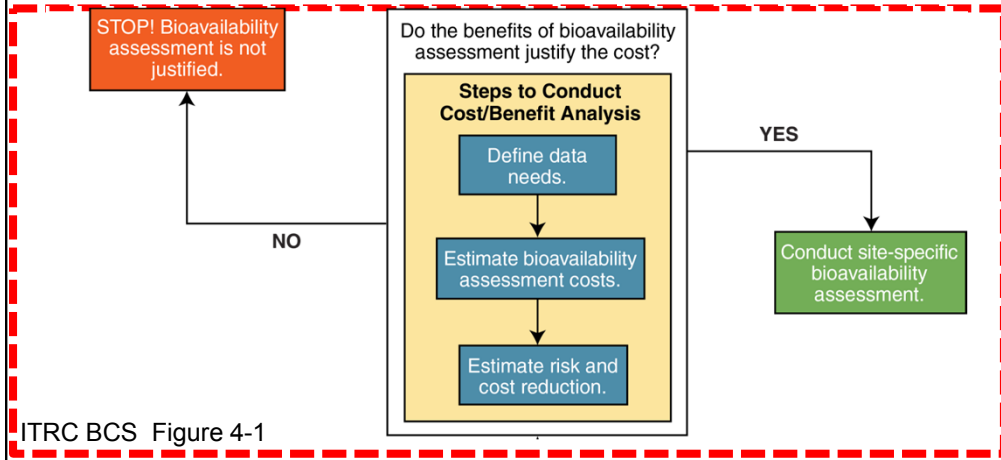 STOP! Bioavailability
assessment is not
justified.
Do the benefits of bioavailability
assessment justify the cost?
Steps to Conduct
Cost/Benefit Analysis
Define data
needs.
Estimate bioavailability
assessment costs.
Estimate risk and
cost reduction.
NO
YES
Conduct site-specific
bioavailability
assessment.
ITRC BCS Figure 4-1